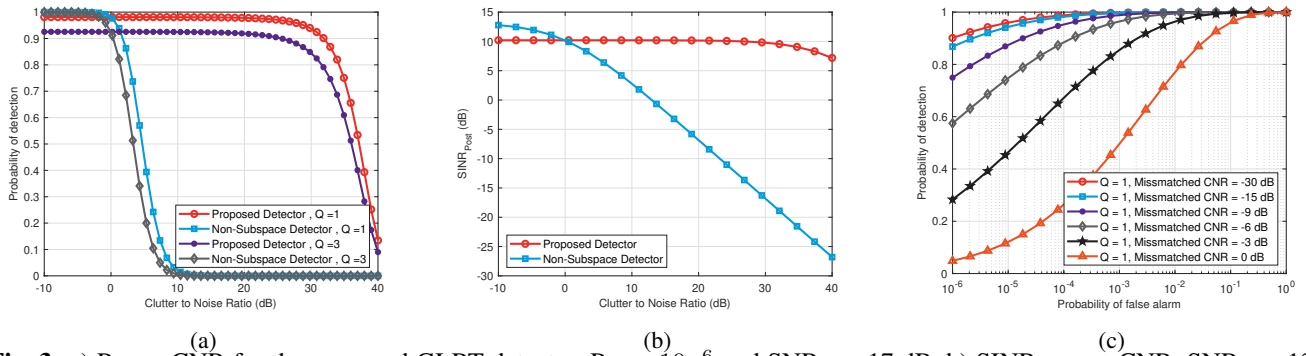 Probability of detection
1
0.9
0.8
0.7
0.6
0.5
0.4
0.3
0.2
0.1
0
-10 0 10 20 30 40
Clutter to Noise Ratio (dB)
Proposed Detector , Q =1
Non-Subspace Detector , Q =1
Proposed Detector , Q =3
Non-Subspace Detector , Q =3
(a)
SINR_Post (dB)
15
10
5
0
-5
-10
-15
-20
-25
-30
-10 0 10 20 30 40
Clutter to Noise Ratio (dB)
Proposed Detector
Non-Subspace Detector
(b)
Probability of detection
1
0.8
0.6
0.4
0.2
0
10^-6 10^-5 10^-4 10^-3 10^-2 10^-1 10^0
Probability of false alarm
Q = 1, Missmatched CNR = -30 dB
Q = 1, Missmatched CNR = -15 dB
Q = 1, Missmatched CNR = -9 dB
Q = 1, Missmatched CNR = -6 dB
Q = 1, Missmatched CNR = -3 dB
Q = 1, Missmatched CNR = 0 dB
(c)